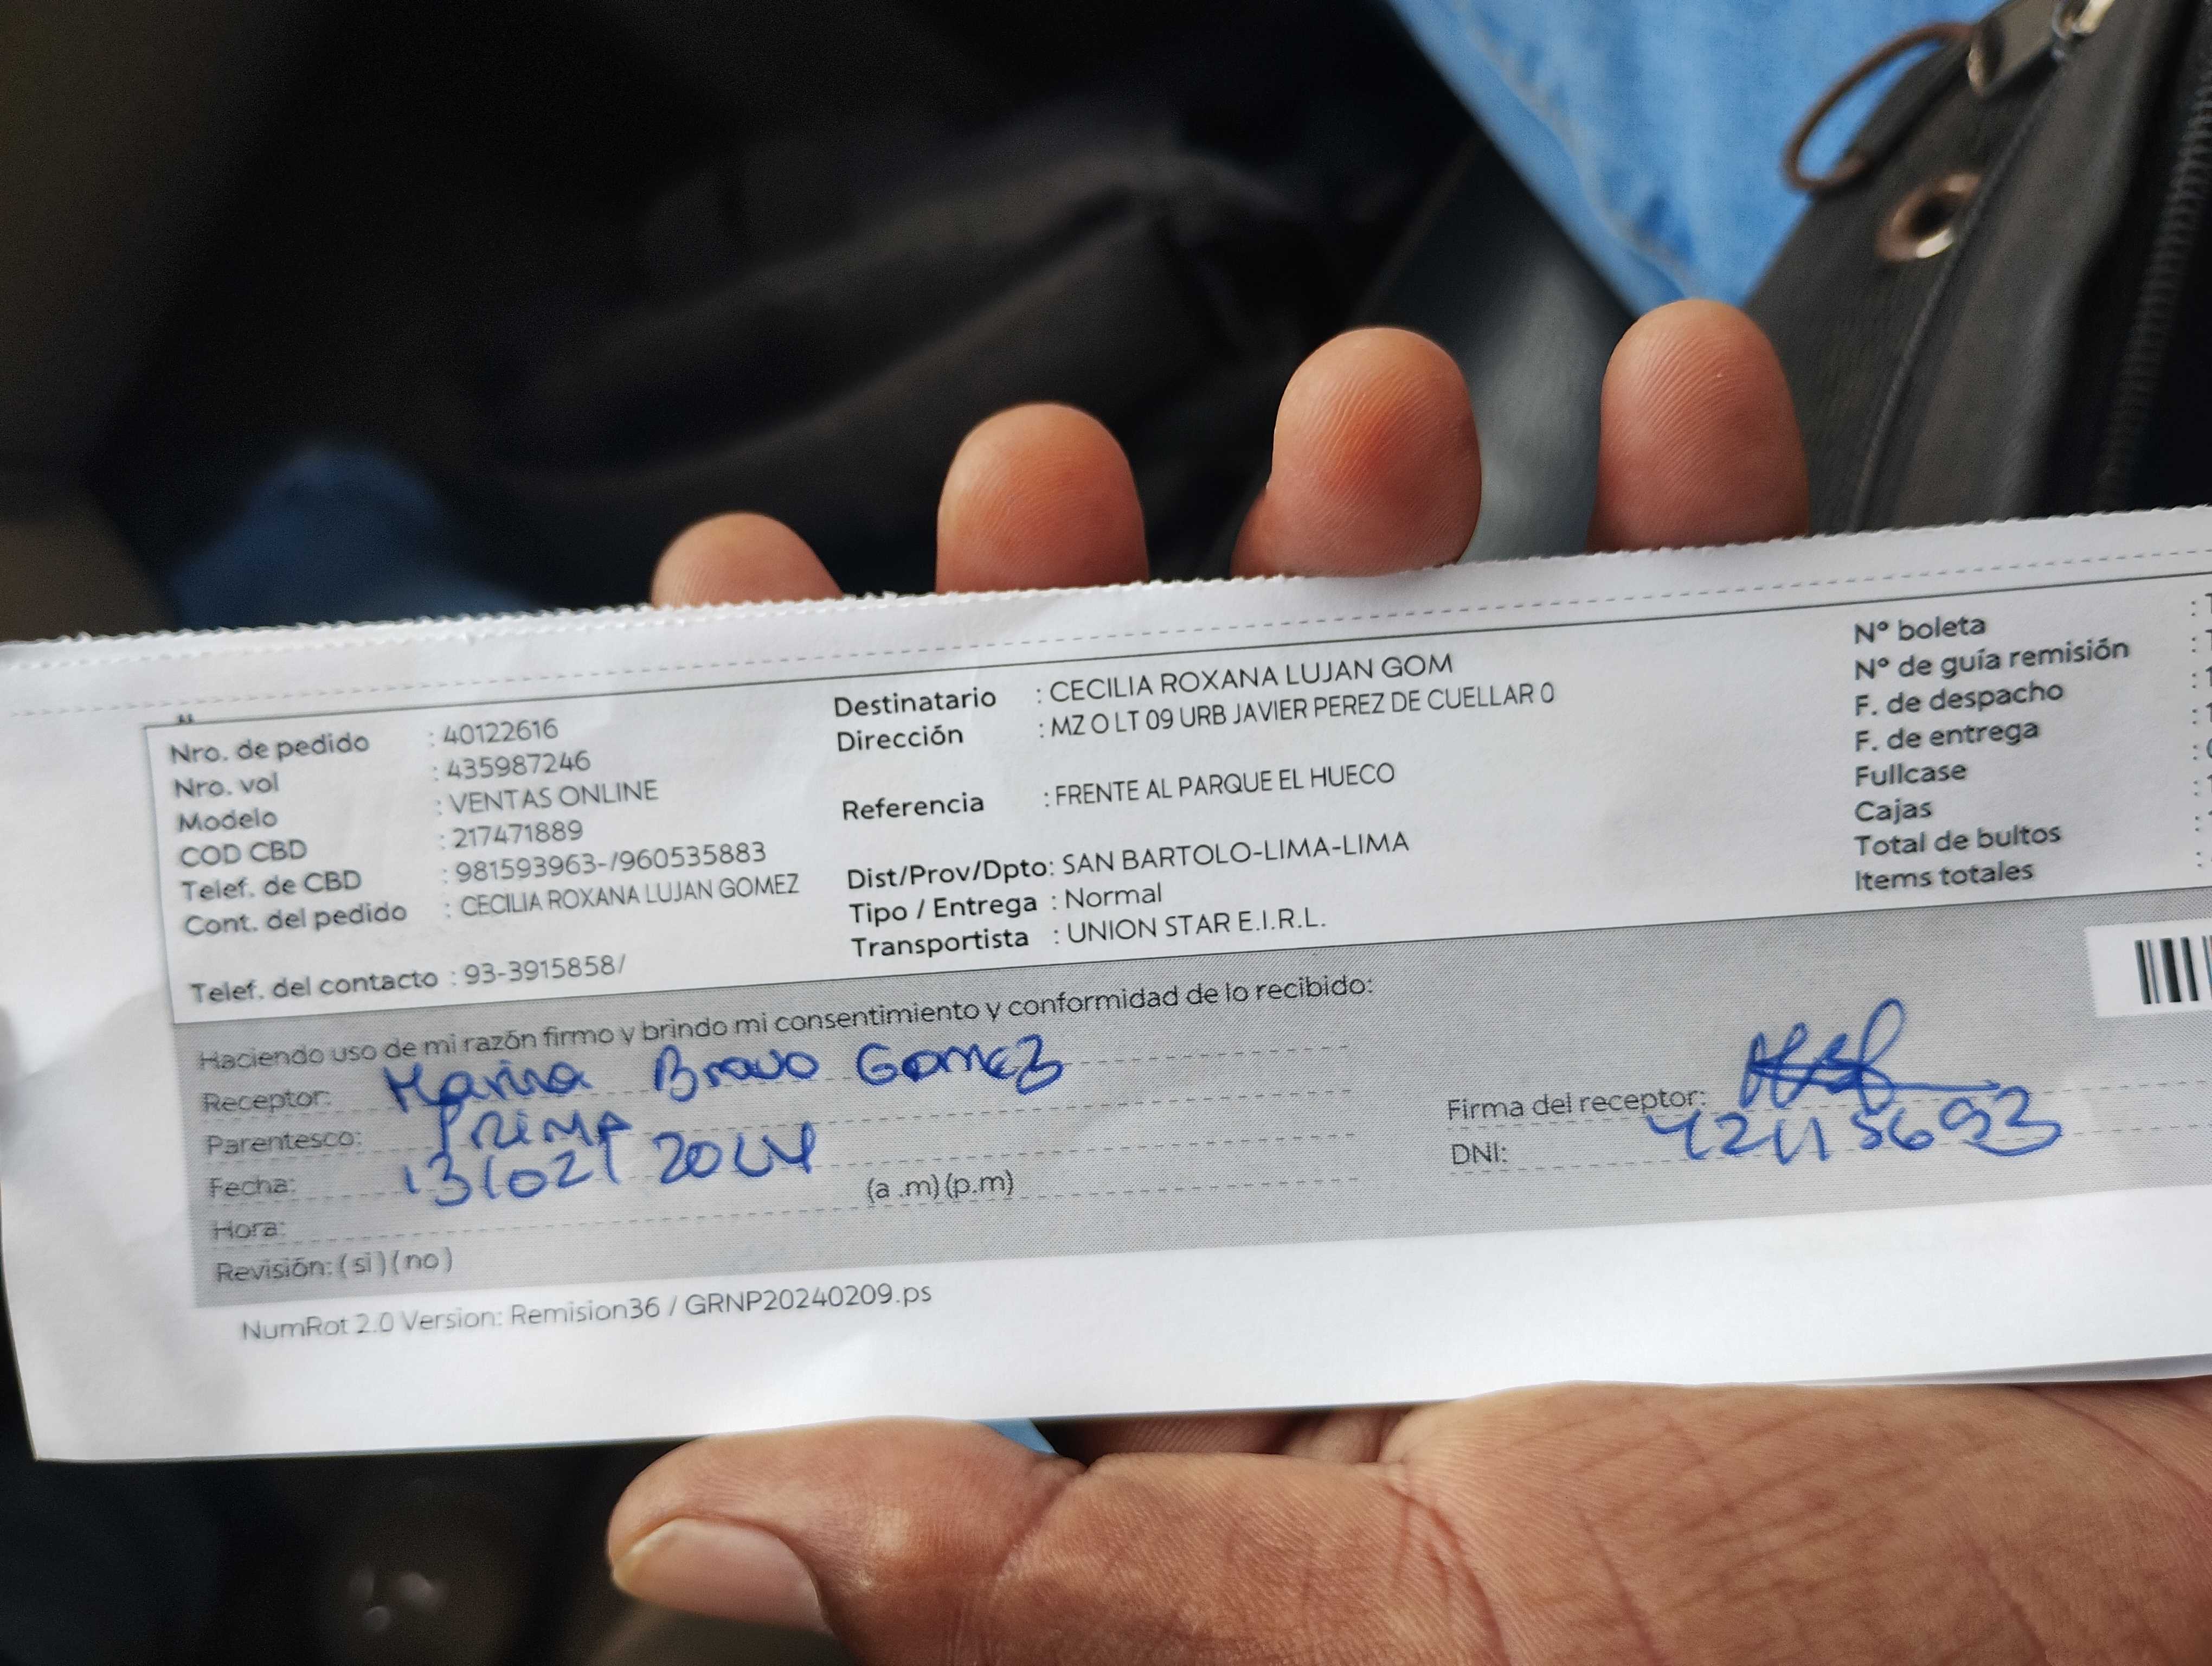 Nro. de pedido : 40122616
Nro. vol : 435987246
Modelo : VENTAS ONLINE
COD CBD : 217471889
Telef. de CBD : 981593963-/960535883
Cont. del pedido : CECILIA ROXANA LUJAN GOMEZ
Telef. del contacto : 93-3915858/
Destinatario : CECILIA ROXANA LUJAN GOM
Dirección : MZ O LT 09 URB JAVIER PEREZ DE CUELLAR 0
Referencia : FRENTE AL PARQUE EL HUECO
Dist/Prov/Dpto: SAN BARTOLO-LIMA-LIMA
Tipo / Entrega : Normal
Transportista : UNION STAR E.I.R.L.
N° boleta :
N° de guía remisión :
F. de despacho :
F. de entrega :
Fullcase :
Cajas :
Total de bultos :
Items totales :
Haciendo uso de mi razón firmo y brindo mi consentimiento y conformidad de lo recibido:
Receptor: Marina Bravo Gomez
Parentesco: PRIMA
Fecha: 13/02/
Hora: (a .m)(p.m)
Revisión: ( si ) ( no )
Firma del receptor:
DNI:
NumRot 2.0 Version: Remision36 / GRNP20240209.ps